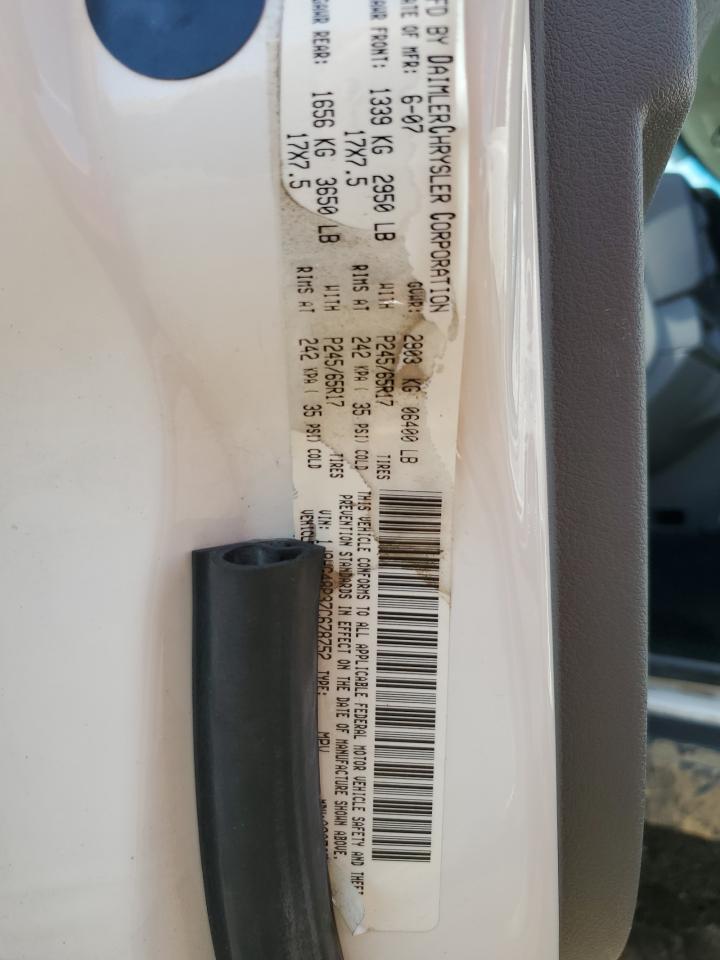 MFD BY DAIMLERCHRYSLER CORPORATION
DATE OF MFR: 6-07 GVWR: 2903 KG 06400 LB
GAWR FRONT: 1339 KG 2950 LB WITH P245/65R17 TIRES
17X7.5 RIMS AT 242 KPA ( 35 PSI) COLD
GAWR REAR: 1656 KG 3650 LB WITH P245/65R17 TIRES
17X7.5 RIMS AT 242 KPA ( 35 PSI) COLD
THIS VEHICLE CONFORMS TO ALL APPLICABLE FEDERAL MOTOR VEHICLE SAFETY AND THEFT
PREVENTION STANDARDS IN EFFECT ON THE DATE OF MANUFACTURE SHOWN ABOVE.
VIN: TYPE: MPV